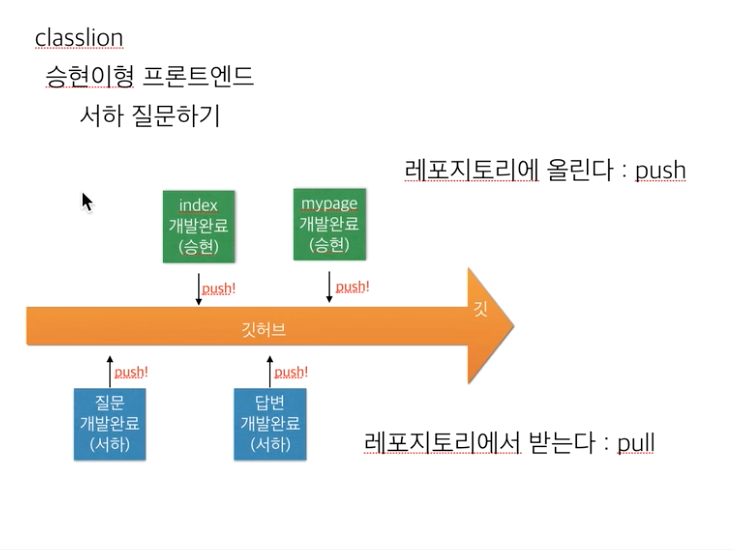 classlion
승현이형 프론트엔드
서하 질문하기
레포지토리에 올린다 : push
index
개발완료
(승현)
mypage
개발완료
(승현)
push!
push!
깃
깃허브
push!
push!
질문
개발완료
(서하)
답변
개발완료
(서하)
레포지토리에서 받는다 : pull